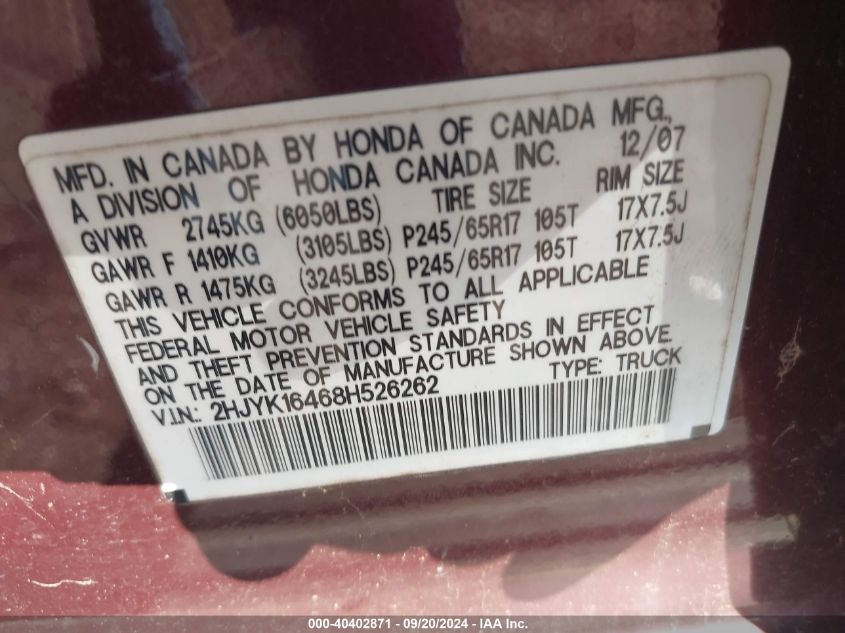 MFD. IN CANADA BY HONDA OF CANADA MFG.,
A DIVISION OF HONDA CANADA INC. 12/07
GVWR 2745KG (6050LBS) TIRE SIZE RIM SIZE
GAWR F 1410KG (3105LBS) P245/65R17 105T 17X7.5J
GAWR R 1475KG (3245LBS) P245/65R17 105T 17X7.5J
THIS VEHICLE CONFORMS TO ALL APPLICABLE
FEDERAL MOTOR VEHICLE SAFETY
AND THEFT PREVENTION STANDARDS IN EFFECT
ON THE DATE OF MANUFACTURE SHOWN ABOVE.
V.I.N.: 2HJYK16468H526262 TYPE: TRUCK
000-40402871 - 09/20/2024 - IAA Inc.